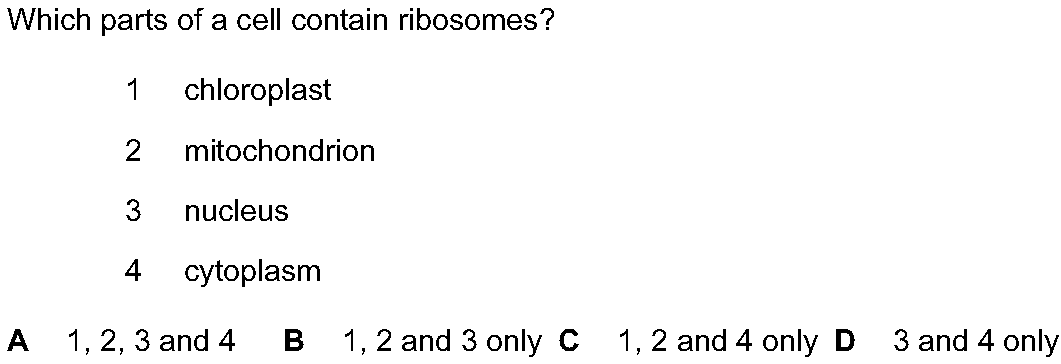 Which parts of a cell contain ribosomes?
1 chloroplast
2 mitochondrion
3 nucleus
4 cytoplasm
A 1, 2, 3 and 4 B 1, 2 and 3 only C 1, 2 and 4 only D 3 and 4 only